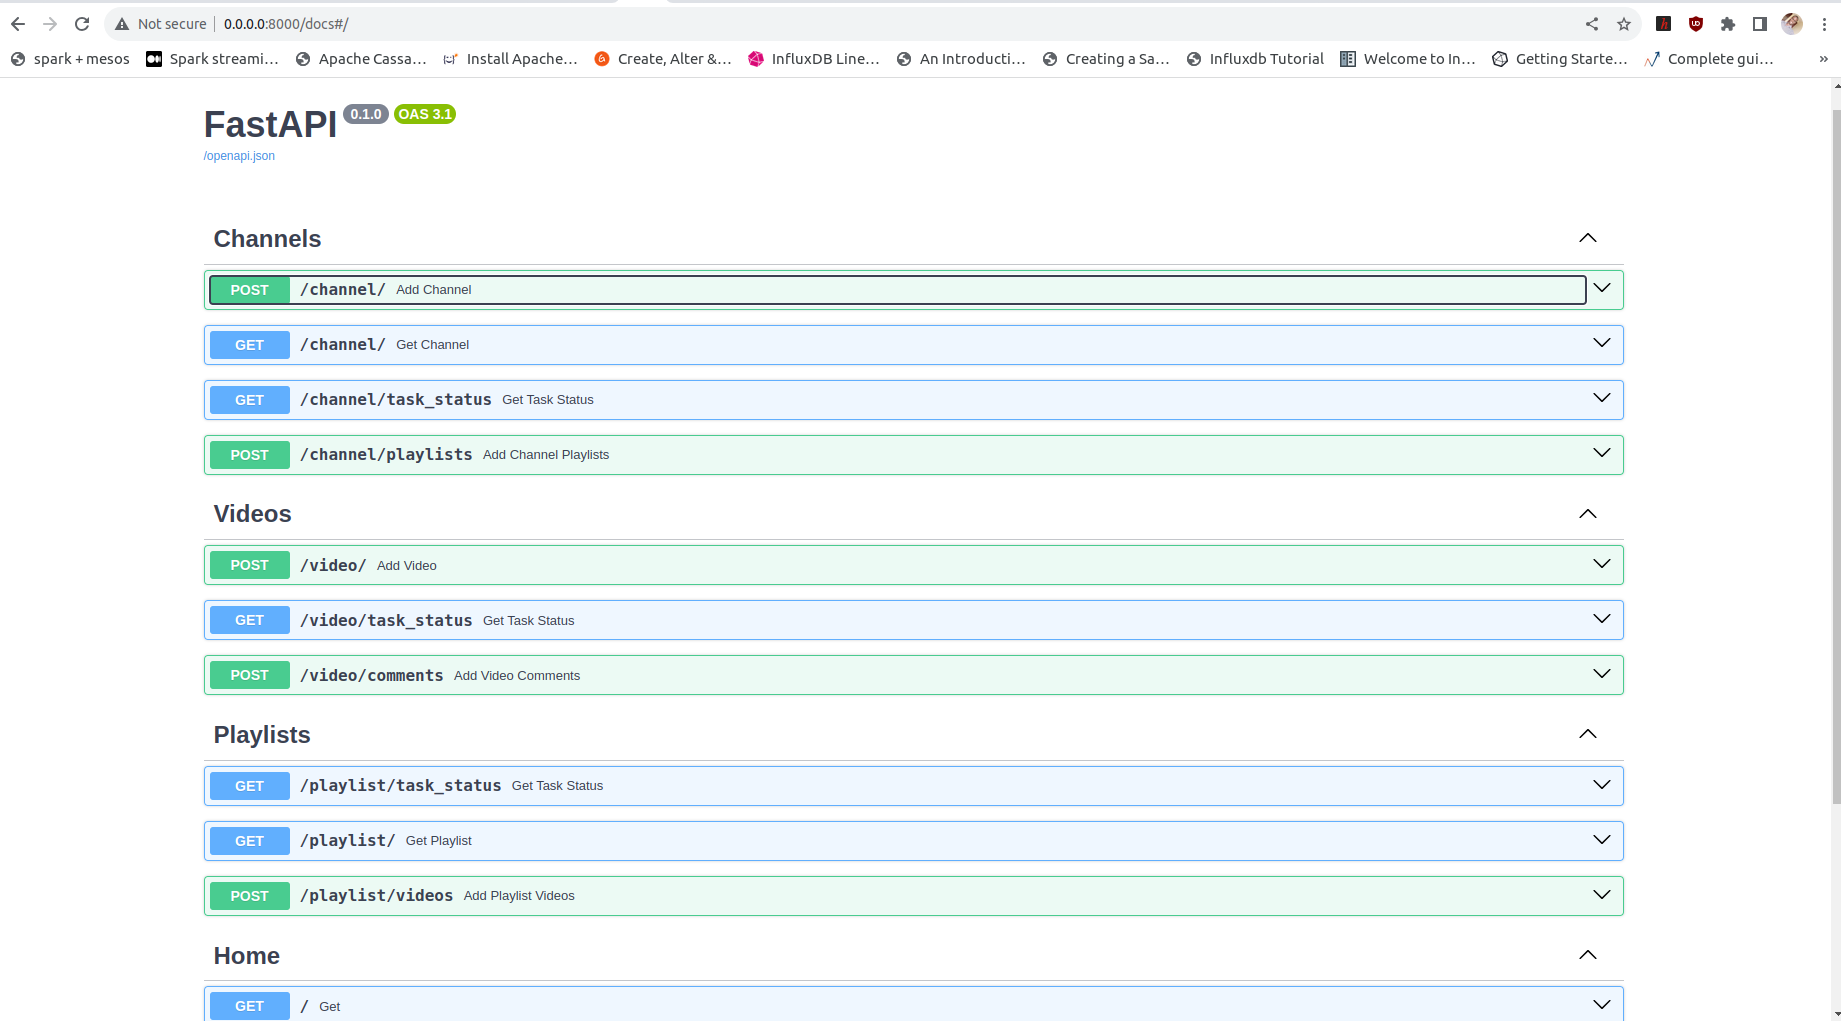 Not secure 0.0.0.0:8000/docs#/
spark + mesos Spark streami... Apache Cassa... Install Apache... Create, Alter &... InfluxDB Line... An Introducti... Creating a Sa... Influxdb Tutorial Welcome to In... Getting Starte... Complete gui... »
FastAPI 0.1.0 OAS 3.1
/openapi.json
Channels
POST /channel/ Add Channel
GET /channel/ Get Channel
GET /channel/task_status Get Task Status
POST /channel/playlists Add Channel Playlists
Videos
POST /video/ Add Video
GET /video/task_status Get Task Status
POST /video/comments Add Video Comments
Playlists
GET /playlist/task_status Get Task Status
GET /playlist/ Get Playlist
POST /playlist/videos Add Playlist Videos
Home
GET / Get